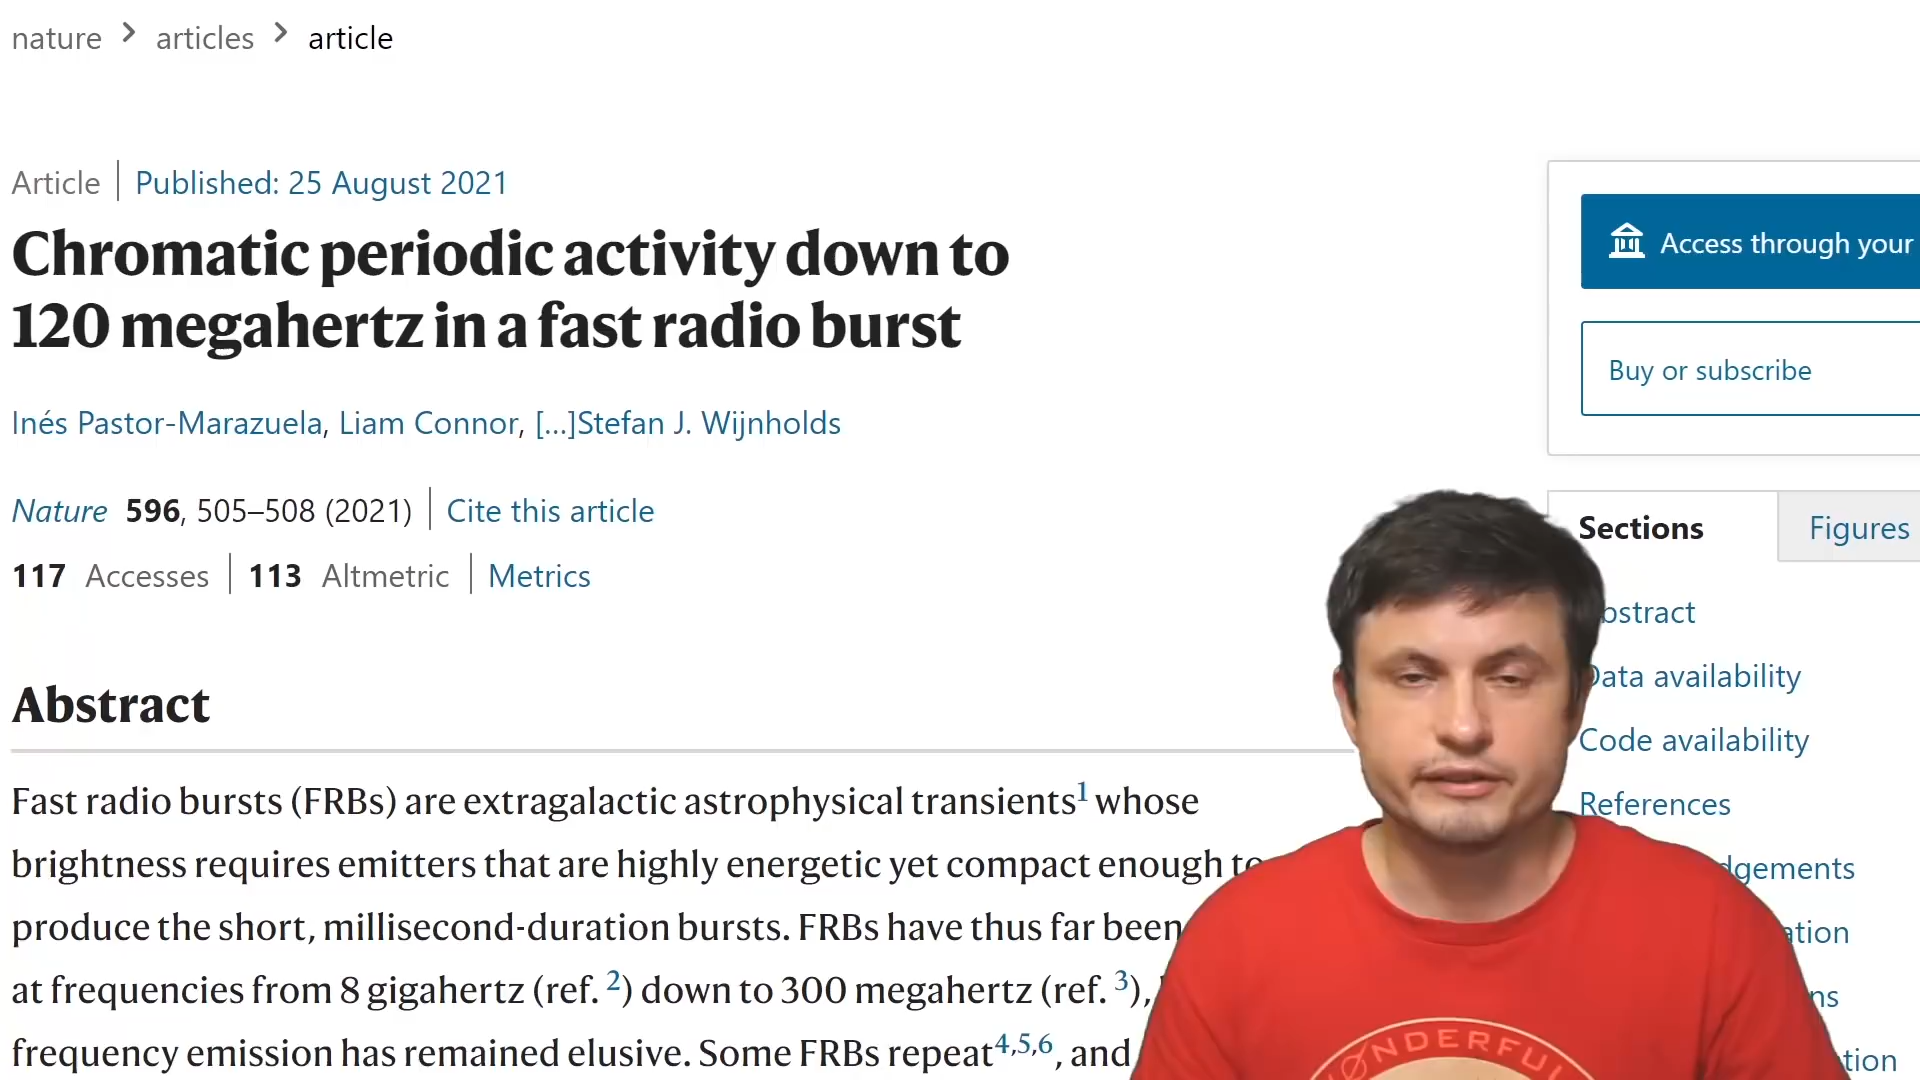 nature > articles > article
Article | Published: 25 August 2021
Chromatic periodic activity down to
120 megahertz in a fast radio burst
Inés Pastor-Marazuela, Liam Connor, [...]Stefan J. Wijnholds
Nature 596, 505–508 (2021) | Cite this article
117 Accesses | 113 Altmetric | Metrics
Abstract
Fast radio bursts (FRBs) are extragalactic astrophysical transients1 whose
brightness requires emitters that are highly energetic yet compact enough to
produce the short, millisecond-duration bursts. FRBs have thus far been
at frequencies from 8 gigahertz (ref. 2) down to 300 megahertz (ref. 3),
frequency emission has remained elusive. Some FRBs repeat4,5,6, and
Access through your
Buy or subscribe
Sections
Figures
bstract
Data availability
Code availability
References
dgements
ation
ns
tion
WØNDERFUL